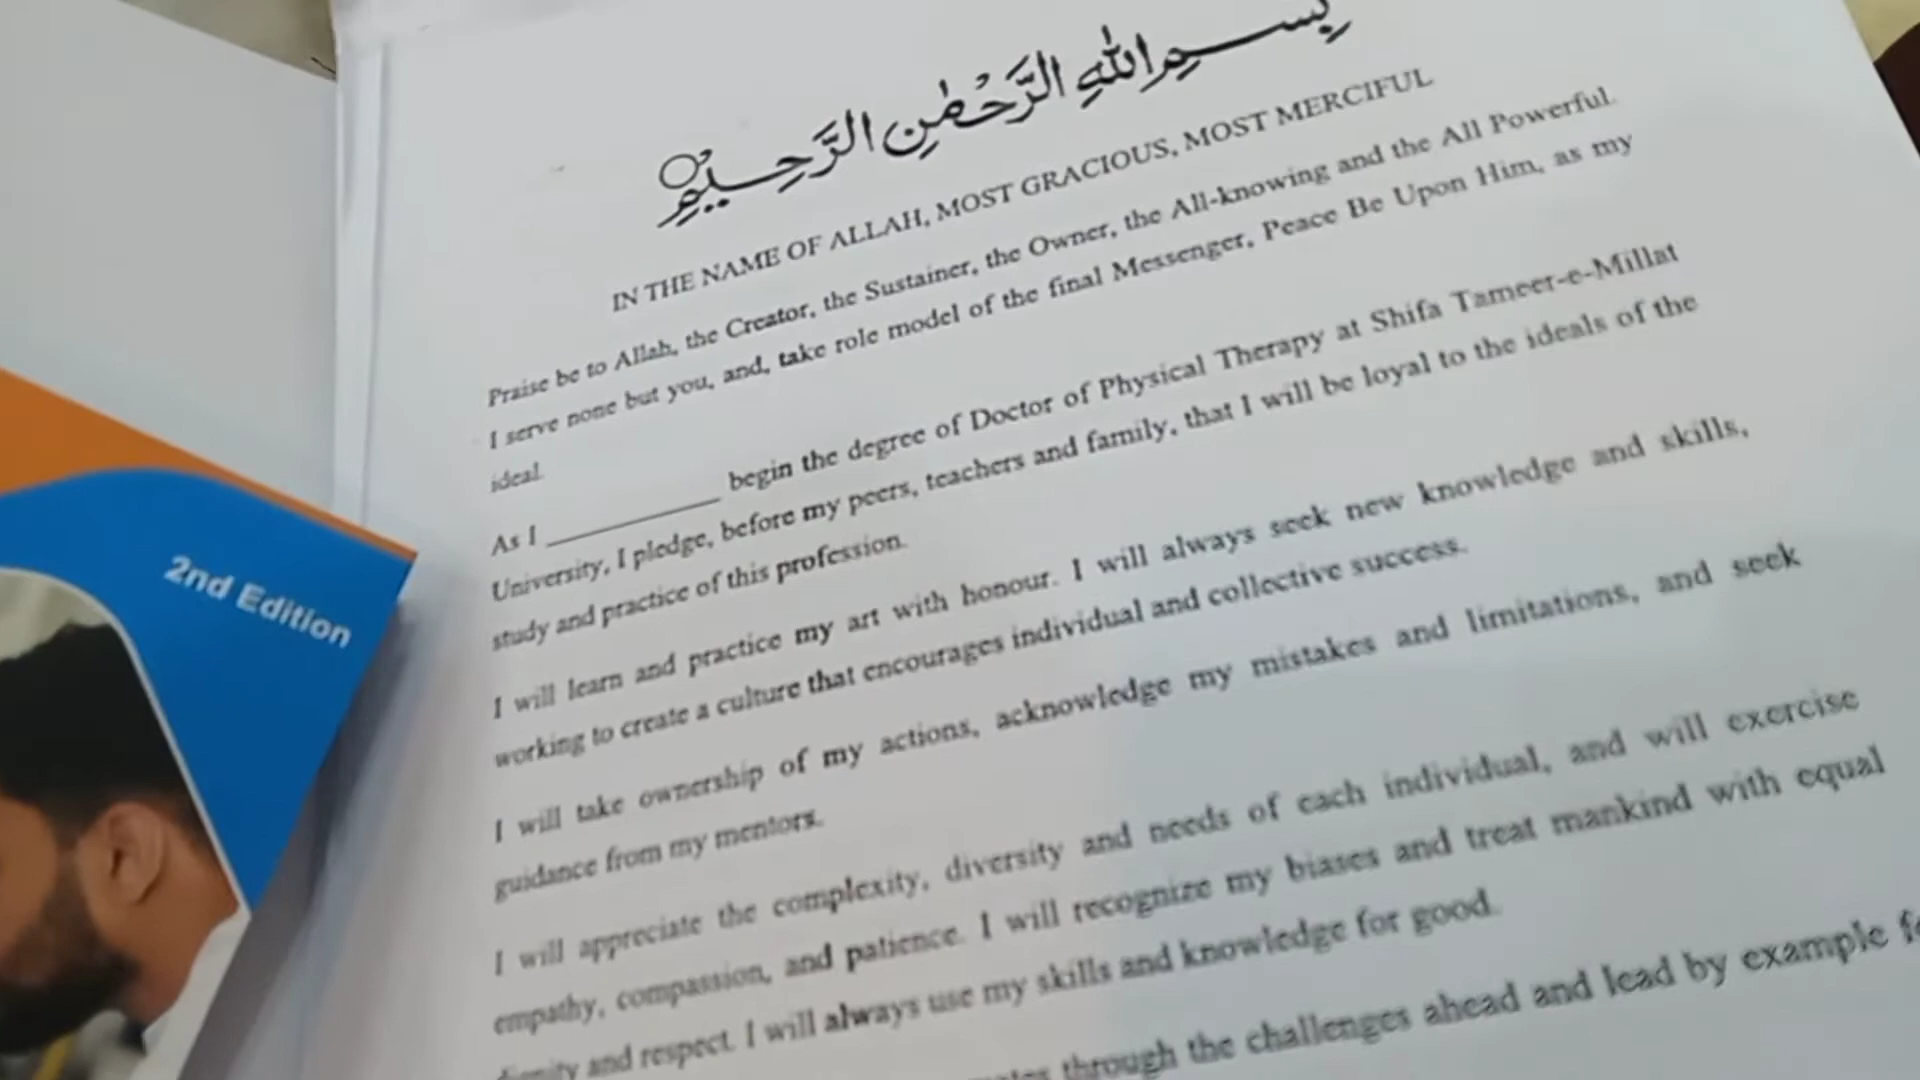 بِسْمِ اللهِ الرَّحْمٰنِ الرَّحِيْمِ
IN THE NAME OF ALLAH, MOST GRACIOUS, MOST MERCIFUL
Praise be to Allah, the Creator, the Sustainer, the Owner, the All-knowing and the All Powerful.
I serve none but you, and, take role model of the final Messenger, Peace Be Upon Him, as my
ideal.
As I ____________ begin the degree of Doctor of Physical Therapy at Shifa Tameer-e-Millat
University, I pledge, before my peers, teachers and family, that I will be loyal to the ideals of the
study and practice of this profession.
I will learn and practice my art with honour. I will always seek new knowledge and skills,
working to create a culture that encourages individual and collective success.
I will take ownership of my actions, acknowledge my mistakes and limitations, and seek
guidance from my mentors.
I will appreciate the complexity, diversity and needs of each individual, and will exercise
empathy, compassion, and patience. I will recognize my biases and treat mankind with equal
dignity and respect. I will always use my skills and knowledge for good.
through the challenges ahead and lead by example
2nd Edition